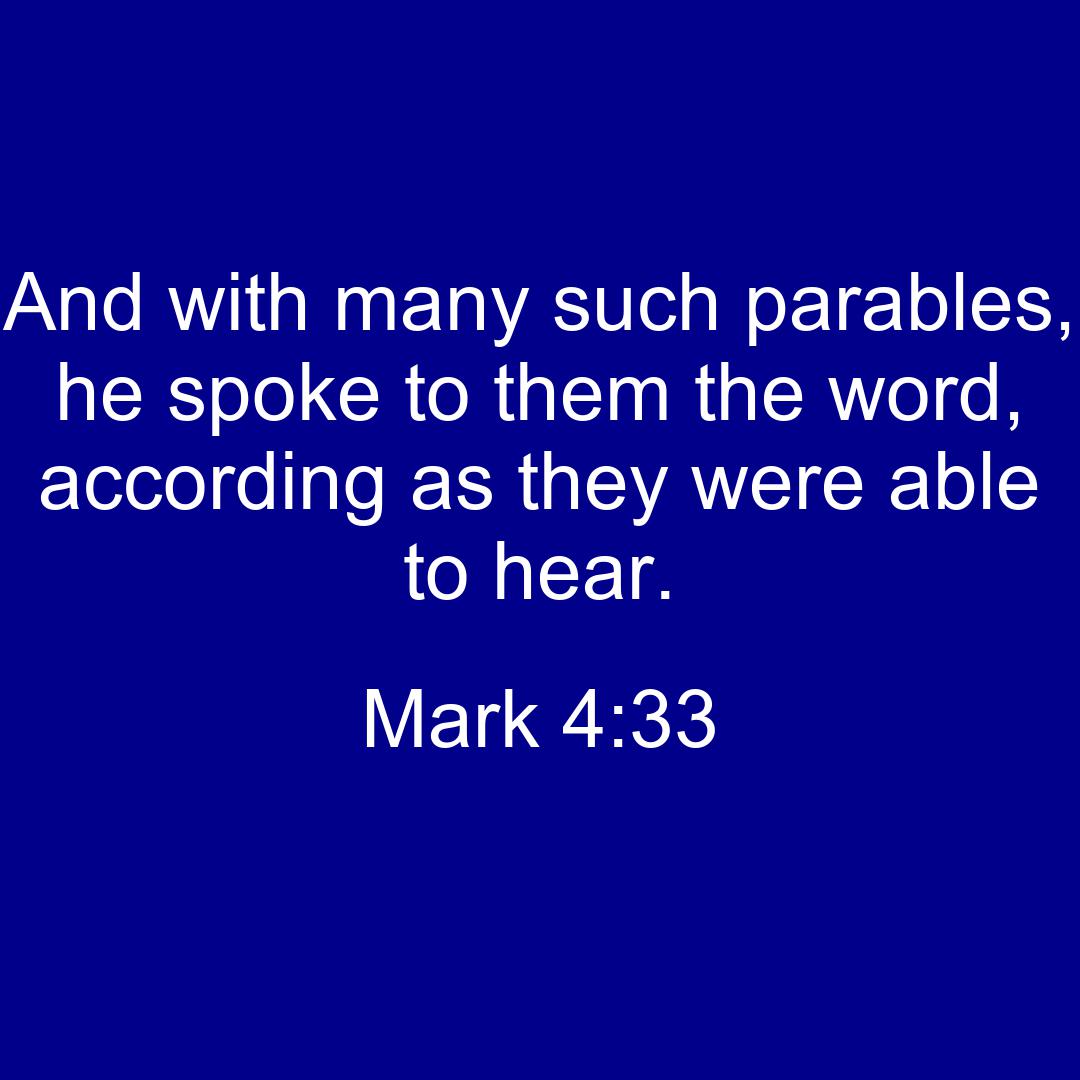 And with many such parables,
he spoke to them the word,
according as they were able
to hear.
Mark 4:33